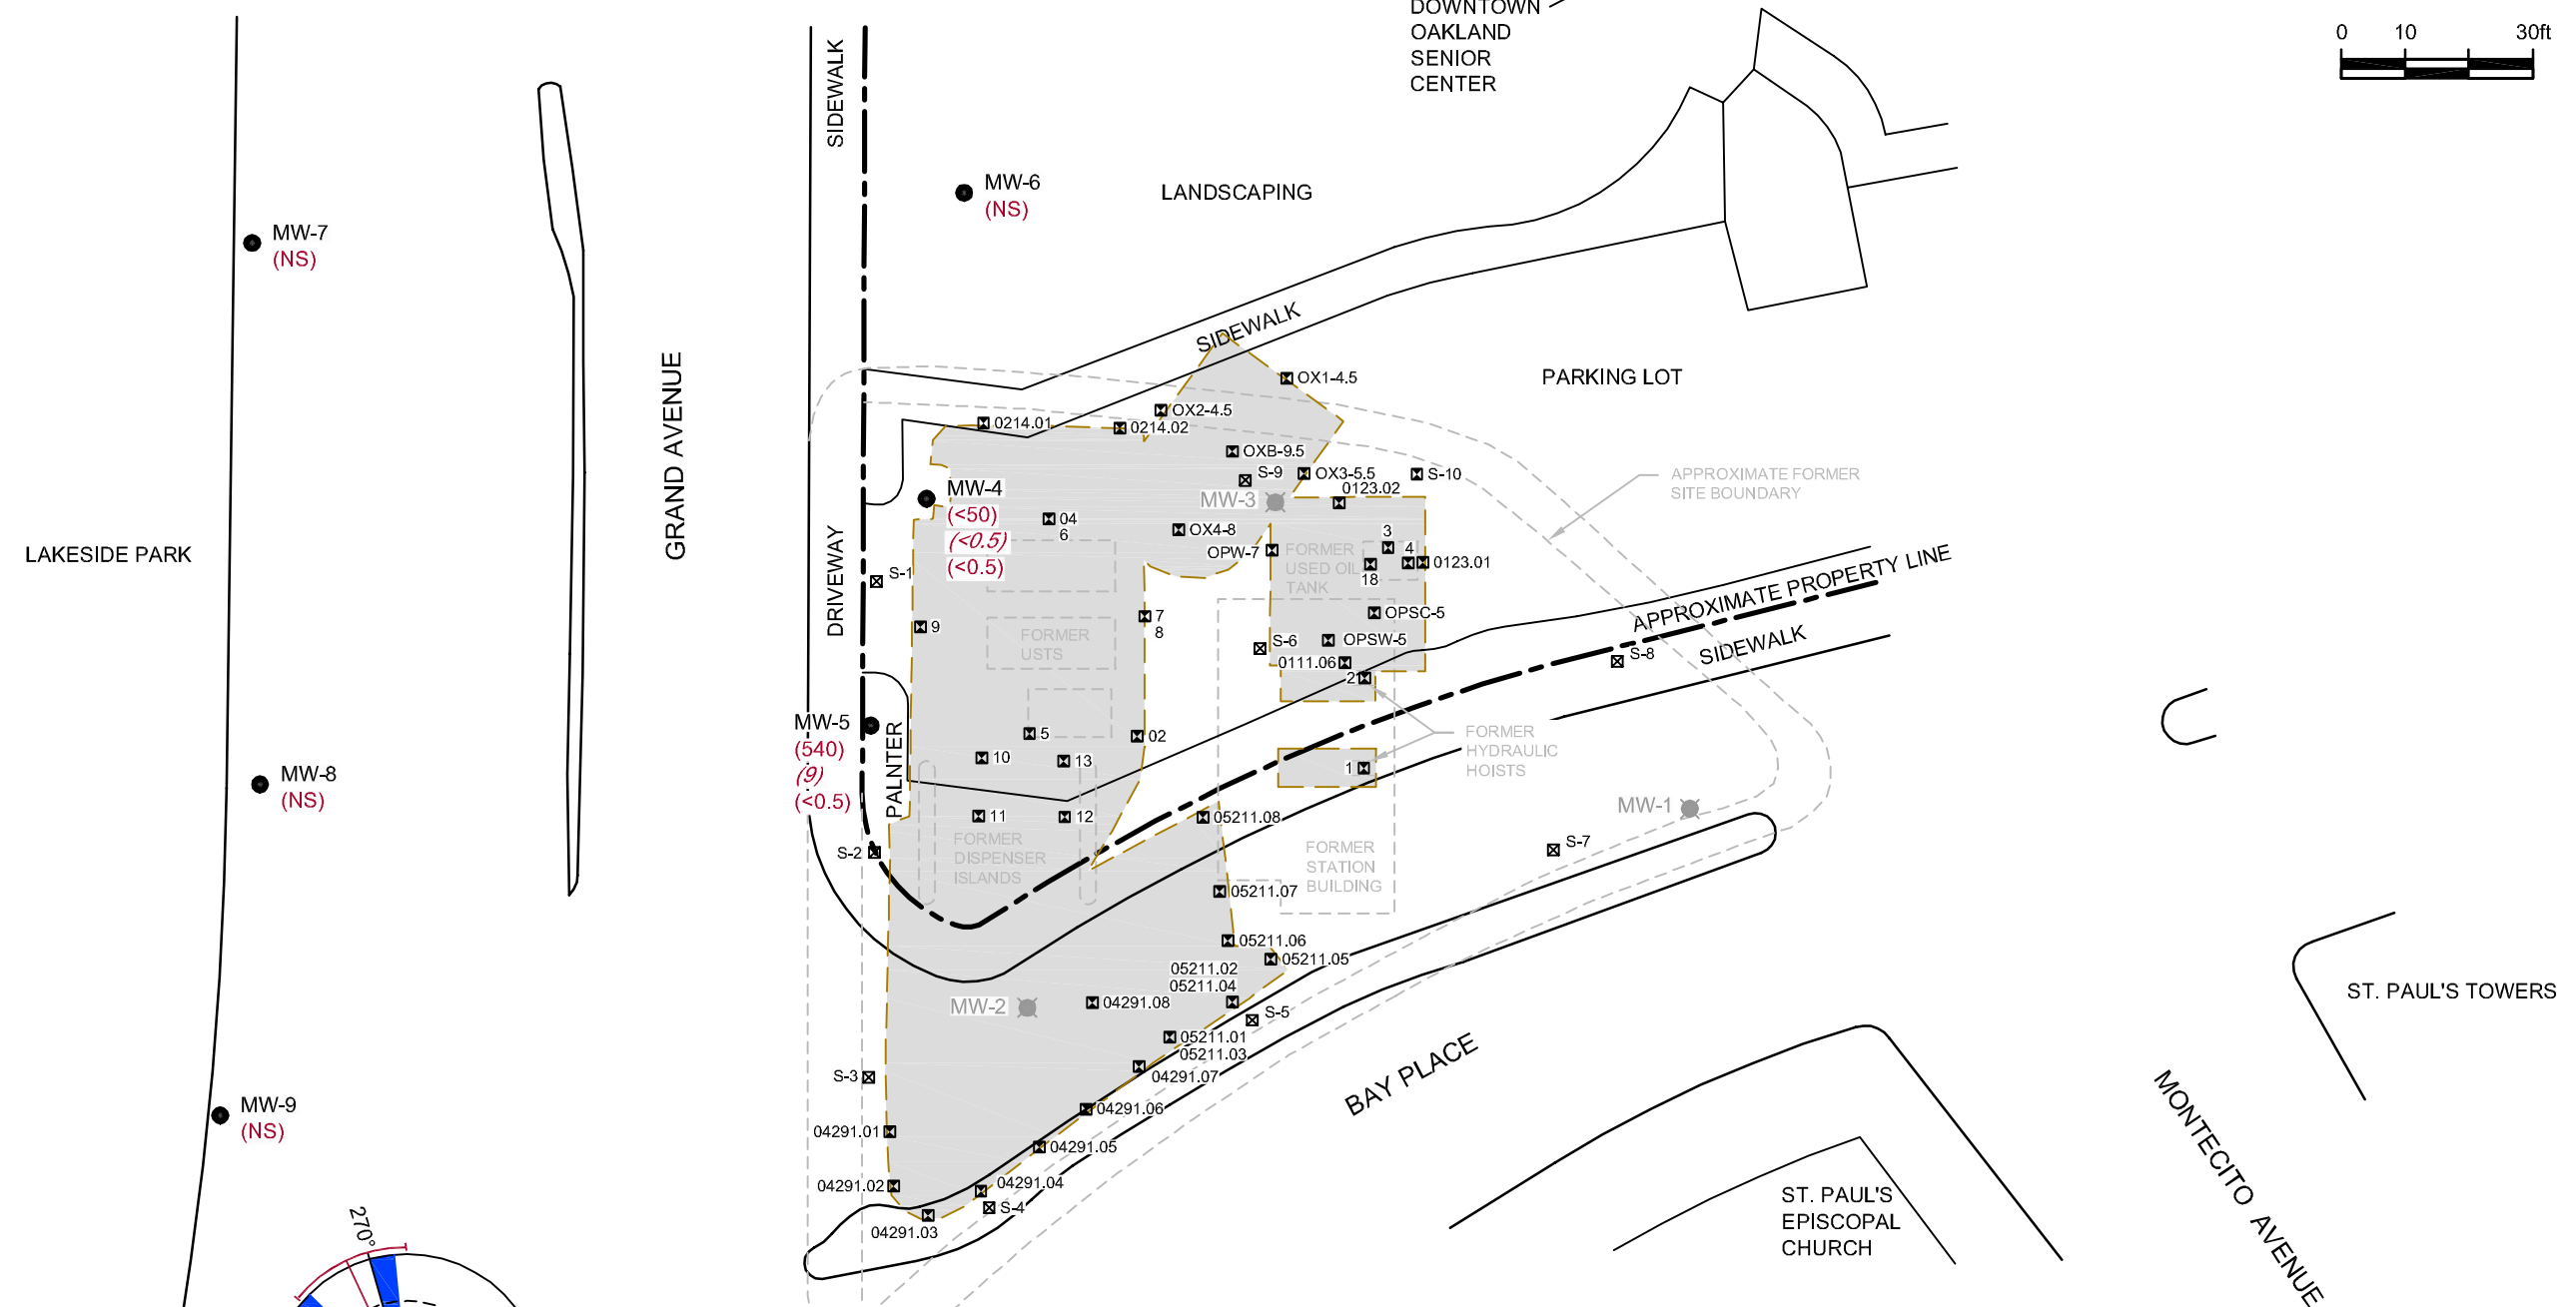 DOWNTOWN
OAKLAND
SENIOR
CENTER
0 10 30ft
SIDEWALK
MW-6
(NS)
LANDSCAPING
MW-7
(NS)
SIDEWALK
OX1-4.5
PARKING LOT
OX2-4.5
0214.01
0214.02
OXB-9.5
S-9
OX3-5.5
S-10
APPROXIMATE FORMER
SITE BOUNDARY
0123.02
MW-3
MW-4
(<50)
(<0.5)
(<0.5)
04
6
OX4-8
OPW-7
FORMER
USED OIL
TANK
3
4
18
0123.01
GRAND AVENUE
LAKESIDE PARK
DRIVEWAY
S-1
9
7
8
OPSC-5
OPSW-5
S-6
0111.06
2
APPROXIMATE PROPERTY LINE
SIDEWALK
S-8
FORMER
USTS
MW-5
(540)
(9)
(<0.5)
PALNTER
5
02
10
13
FORMER
HYDRAULIC
HOISTS
1
MW-8
(NS)
MW-1
11
12
05211.08
S-2
FORMER
DISPENSER
ISLANDS
FORMER
STATION
BUILDING
S-7
05211.07
05211.06
05211.05
05211.02
05211.04
MW-2
04291.08
S-5
05211.01
05211.03
04291.07
S-3
BAY PLACE
ST. PAUL'S TOWERS
MONTECITO AVENUE
MW-9
(NS)
04291.06
04291.01
04291.05
04291.02
04291.04
S-4
04291.03
ST. PAUL'S
EPISCOPAL
CHURCH
270°